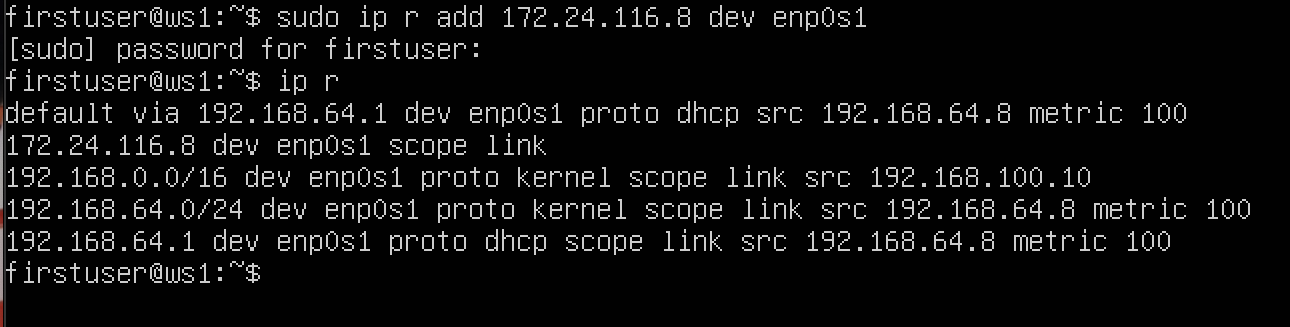 firstuser@ws1:~$ sudo ip r add 172.24.116.8 dev enp0s1
[sudo] password for firstuser:
firstuser@ws1:~$ ip r
default via 192.168.64.1 dev enp0s1 proto dhcp src 192.168.64.8 metric 100
172.24.116.8 dev enp0s1 scope link
192.168.0.0/16 dev enp0s1 proto kernel scope link src 192.168.100.10
192.168.64.0/24 dev enp0s1 proto kernel scope link src 192.168.64.8 metric 100
192.168.64.1 dev enp0s1 proto dhcp scope link src 192.168.64.8 metric 100
firstuser@ws1:~$